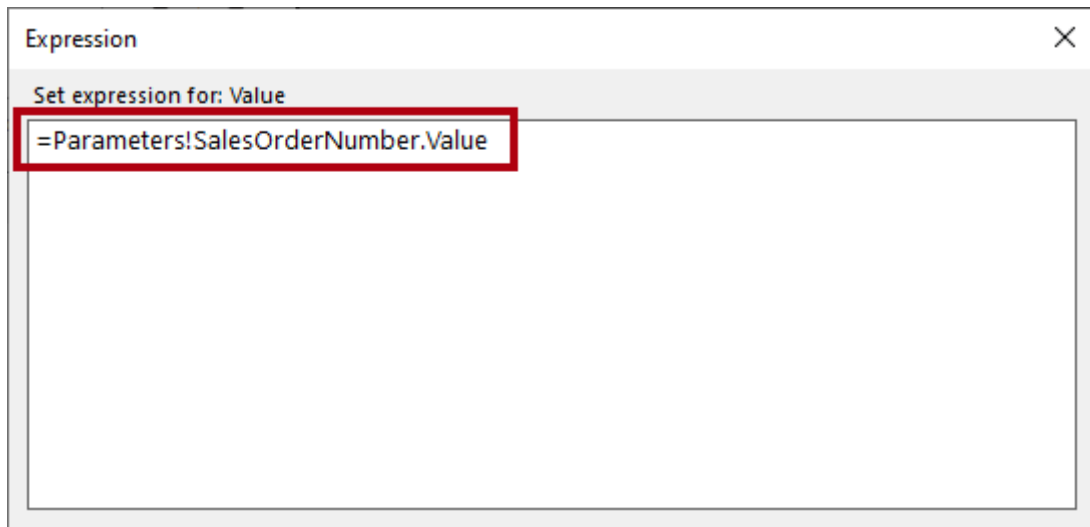 Expression
Set expression for: Value
=Parameters!SalesOrderNumber.Value